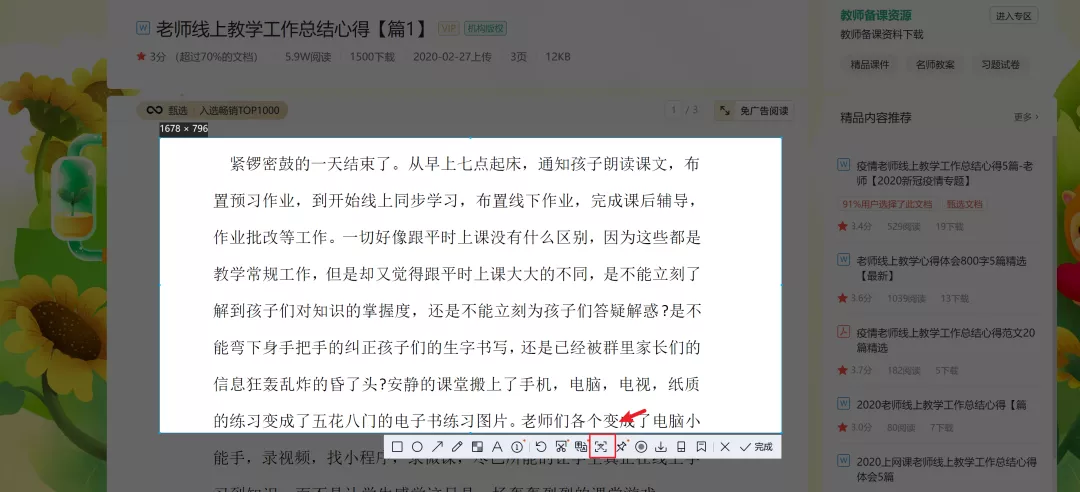 老师线上教学工作总结心得【篇1】 VIP 机构版权
3分 (超过70%的文档) 5.9W阅读 1500下载 2020-02-27上传 3页 12KB
甄选 入选畅销TOP1000
1 / 3 免广告阅读
1678 × 796
紧锣密鼓的一天结束了。从早上七点起床，通知孩子朗读课文，布
置预习作业，到开始线上同步学习，布置线下作业，完成课后辅导，
作业批改等工作。一切好像跟平时上课没有什么区别，因为这些都是
教学常规工作，但是却又觉得跟平时上课大大的不同，是不能立刻了
解到孩子们对知识的掌握度，还是不能立刻为孩子们答疑解惑?是不
能弯下身手把手的纠正孩子们的生字书写，还是已经被群里家长们的
信息狂轰乱炸的昏了头?安静的课堂搬上了手机，电脑，电视，纸质
的练习变成了五花八门的电子书练习图片。老师们各个变成了电脑小
能手，录视频，找小程序，录微课，
完成
教师备课资源
进入专区
教师备课资料下载
精品课件 名师教案 习题试卷
精品内容推荐 更多
疫情老师线上教学工作总结心得5篇-老
师【2020新冠疫情专题】
91%用户选择了此文档 甄选文档
3.4分 529阅读 19下载
老师线上教学心得体会800字5篇精选
【最新】
3.6分 1039阅读 13下载
疫情老师线上教学工作总结心得范文20
篇精选
3.7分 182阅读 5下载
2020老师线上教学工作总结心得【篇
3.0分 80阅读 7下载
2020上网课老师线上教学工作总结心得
体会5篇